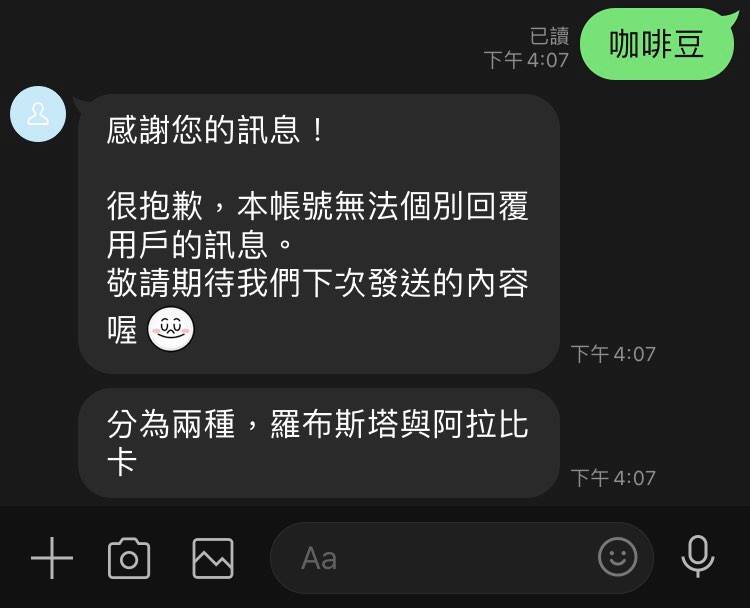 已讀
下午 4:07
咖啡豆
感謝您的訊息！
很抱歉，本帳號無法個別回覆
用戶的訊息。
敬請期待我們下次發送的內容
喔
下午 4:07
分為兩種，羅布斯塔與阿拉比
卡
下午 4:07
Aa